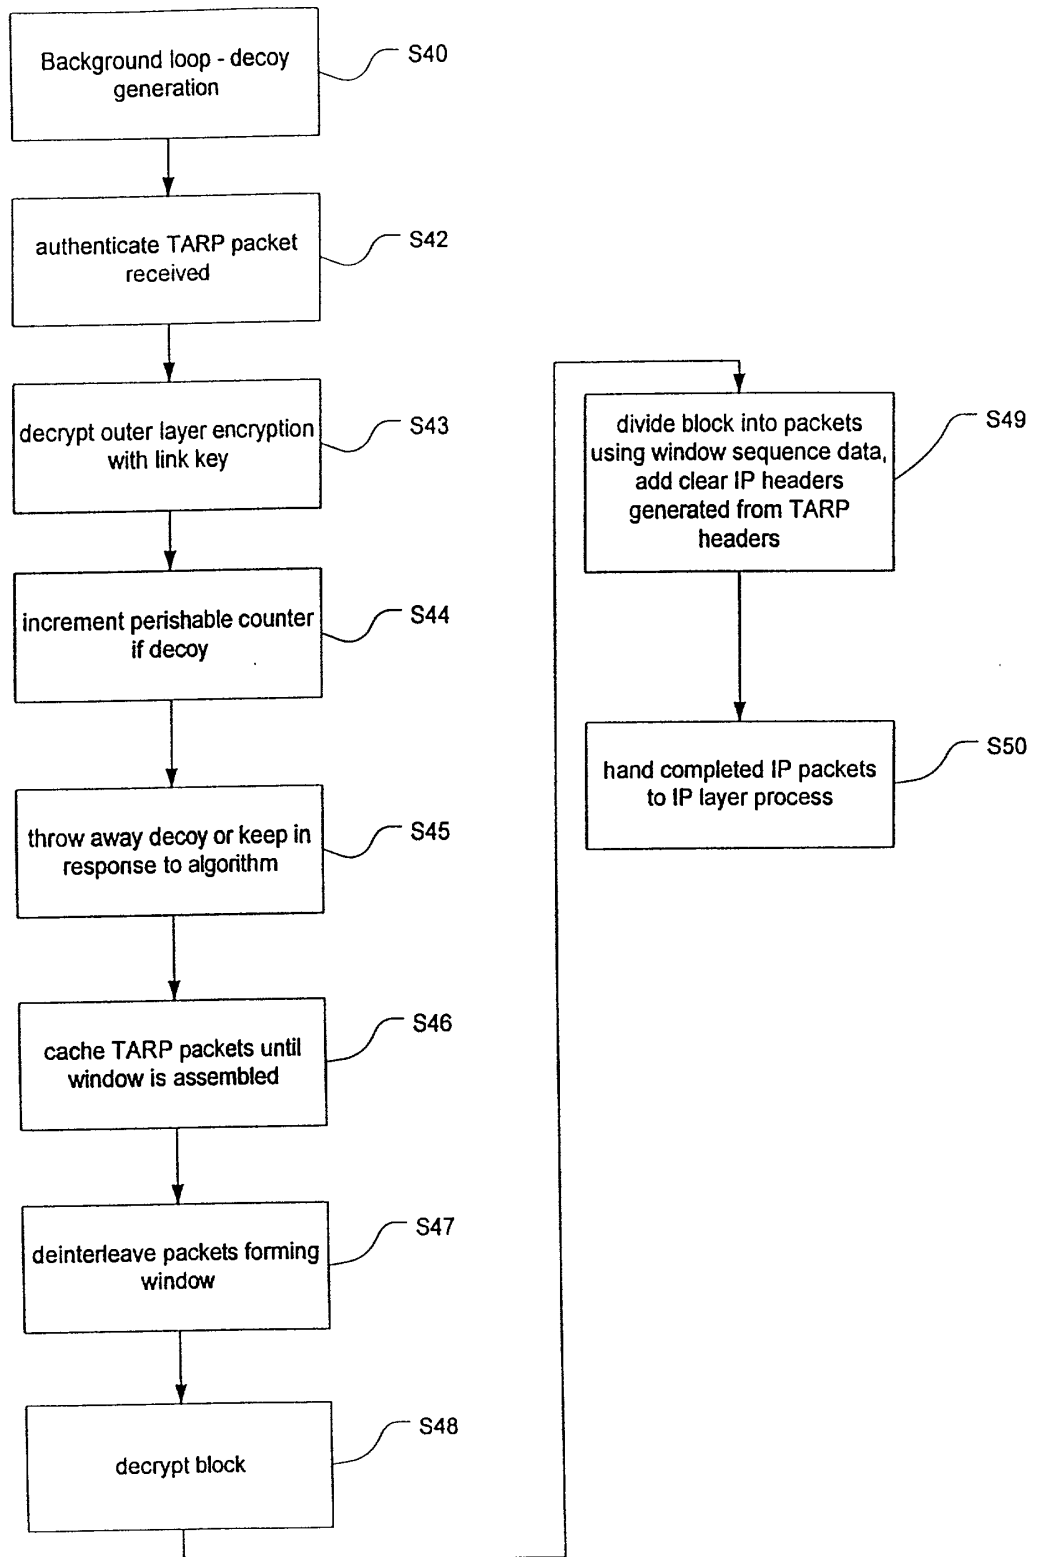 Background loop - decoy
generation
S40
authenticate TARP packet
received
S42
decrypt outer layer encryption
with link key
S43
increment perishable counter
if decoy
S44
throw away decoy or keep in
response to algorithm
S45
cache TARP packets until
window is assembled
S46
deinterleave packets forming
window
S47
decrypt block
S48
divide block into packets
using window sequence data,
add clear IP headers
generated from TARP
headers
S49
hand completed IP packets
to IP layer process
S50